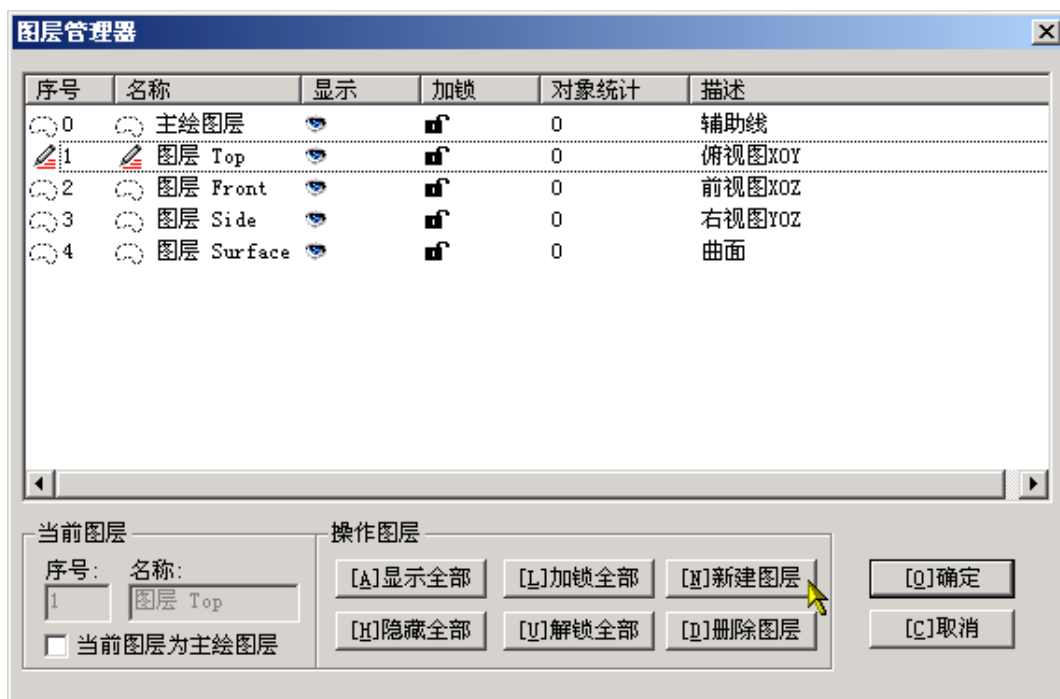 图层管理器
序号 名称 显示 加锁 对象统计 描述
0 主绘图层 0 辅助线
1 图层 Top 0 俯视图XOY
2 图层 Front 0 前视图XOZ
3 图层 Side 0 右视图YOZ
4 图层 Surface 0 曲面
当前图层 操作图层
序号: 名称:
[A]显示全部 [L]加锁全部 [N]新建图层 [O]确定
1 图层 Top
[H]隐藏全部 [U]解锁全部 [D]删除图层 [C]取消
当前图层为主绘图层